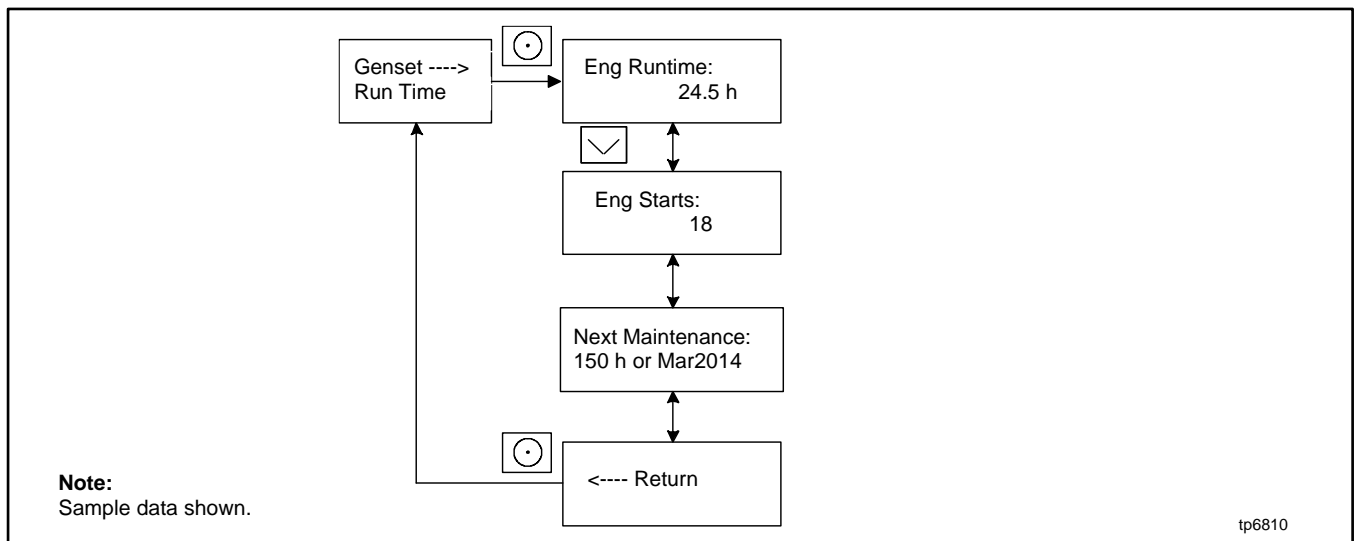 Genset ---->
Run Time
Eng Runtime:
24.5 h
Eng Starts:
18
Next Maintenance:
150 h or Mar2014
<---- Return
Note:
Sample data shown.
tp6810